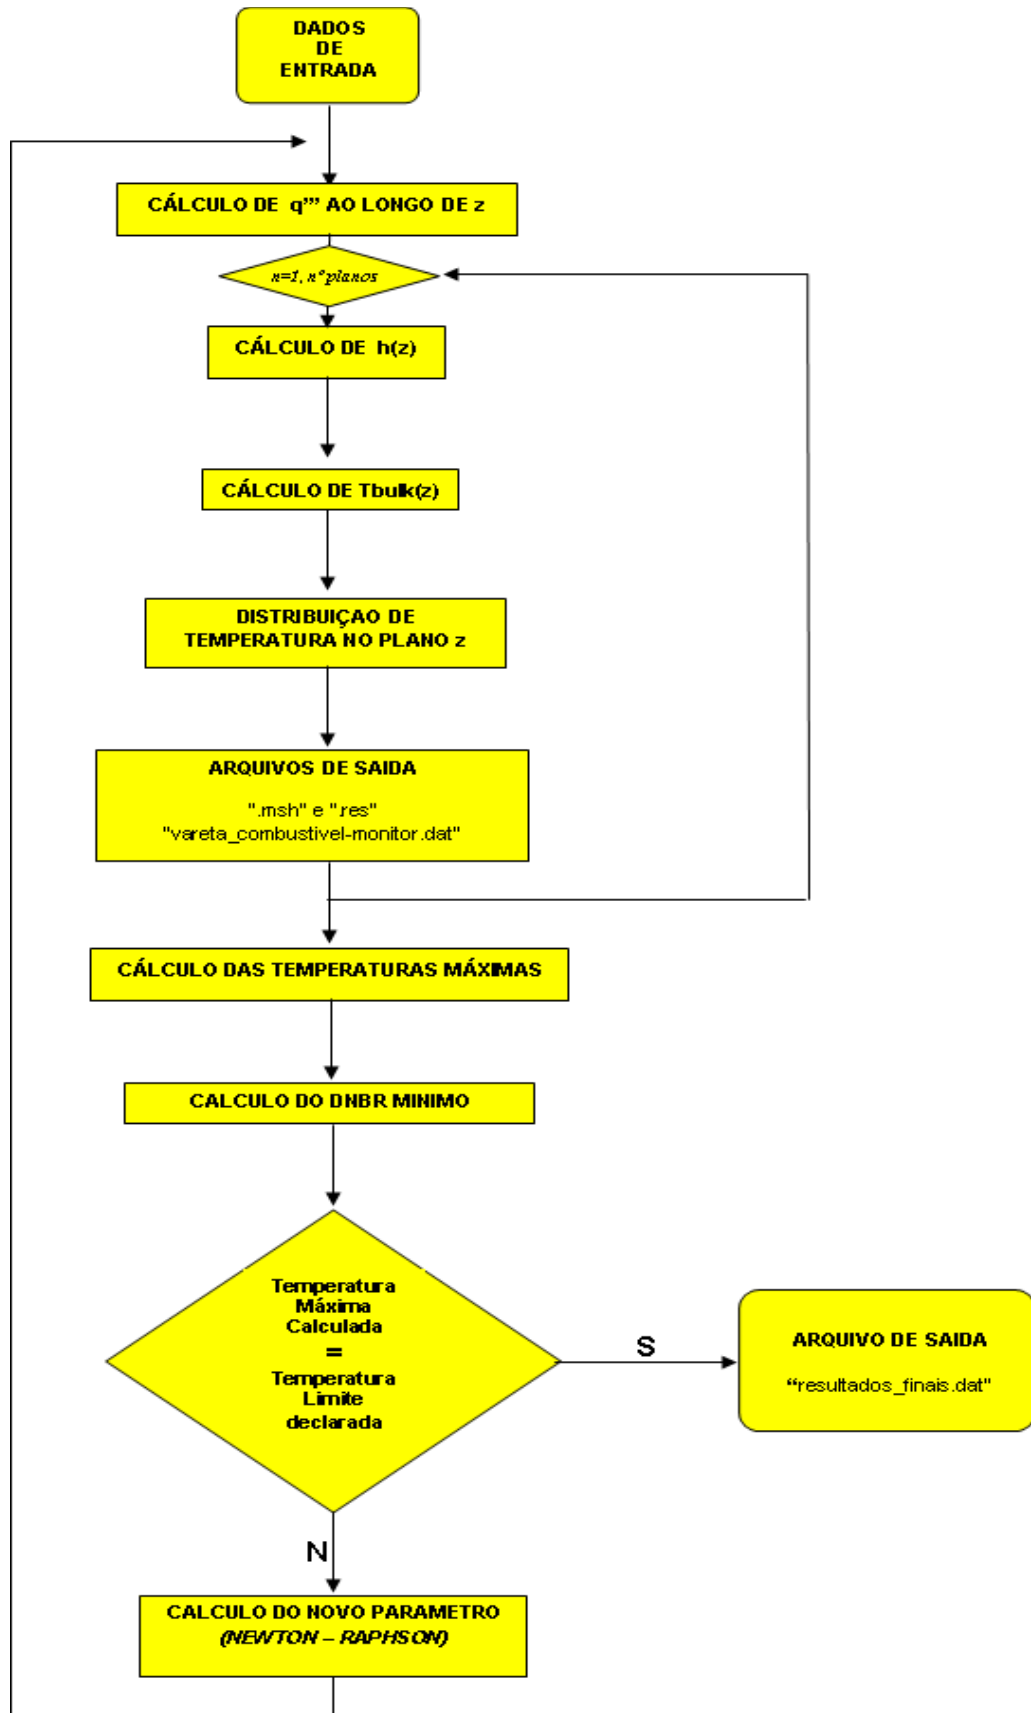 DADOS
DE
ENTRADA
CÁLCULO DE q''' AO LONGO DE z
n=1, nº planos
CÁLCULO DE h(z)
CÁLCULO DE Tbulk(z)
DISTRIBUIÇAO DE
TEMPERATURA NO PLANO z
ARQUIVOS DE SAIDA
".msh" e ".res"
"vareta_combustivel-monitor.dat"
CÁLCULO DAS TEMPERATURAS MÁXIMAS
CALCULO DO DNBR MINIMO
Temperatura
Máxima
Calculada
=
Temperatura
Limite
declarada
S
ARQUIVO DE SAIDA
“resultados_finais.dat"
N
CALCULO DO NOVO PARAMETRO
(NEWTON – RAPHSON)